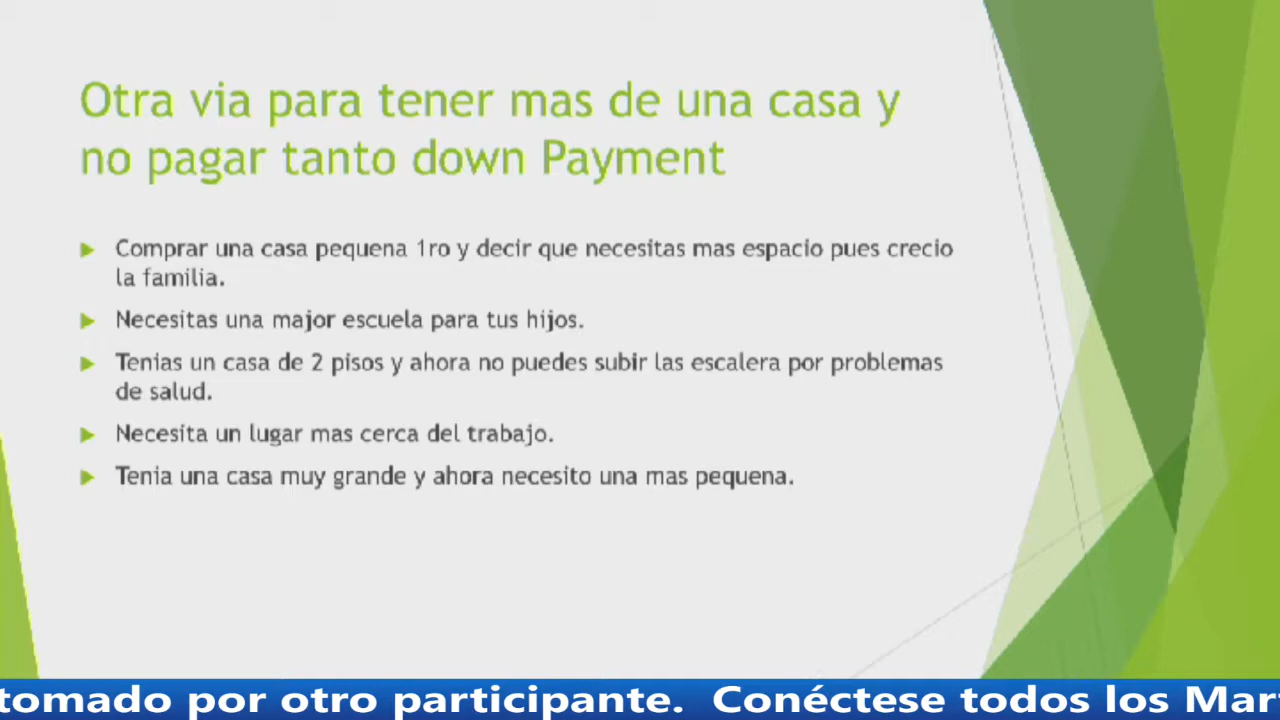 Otra via para tener mas de una casa y
no pagar tanto down Payment
Comprar una casa pequena 1ro y decir que necesitas mas espacio pues crecio
la familia.
Necesitas una major escuela para tus hijos.
Tenias un casa de 2 pisos y ahora no puedes subir las escalera por problemas
de salud.
Necesita un lugar mas cerca del trabajo.
Tenia una casa muy grande y ahora necesito una mas pequena.
tomado por otro participante. Conéctese todos los Mar